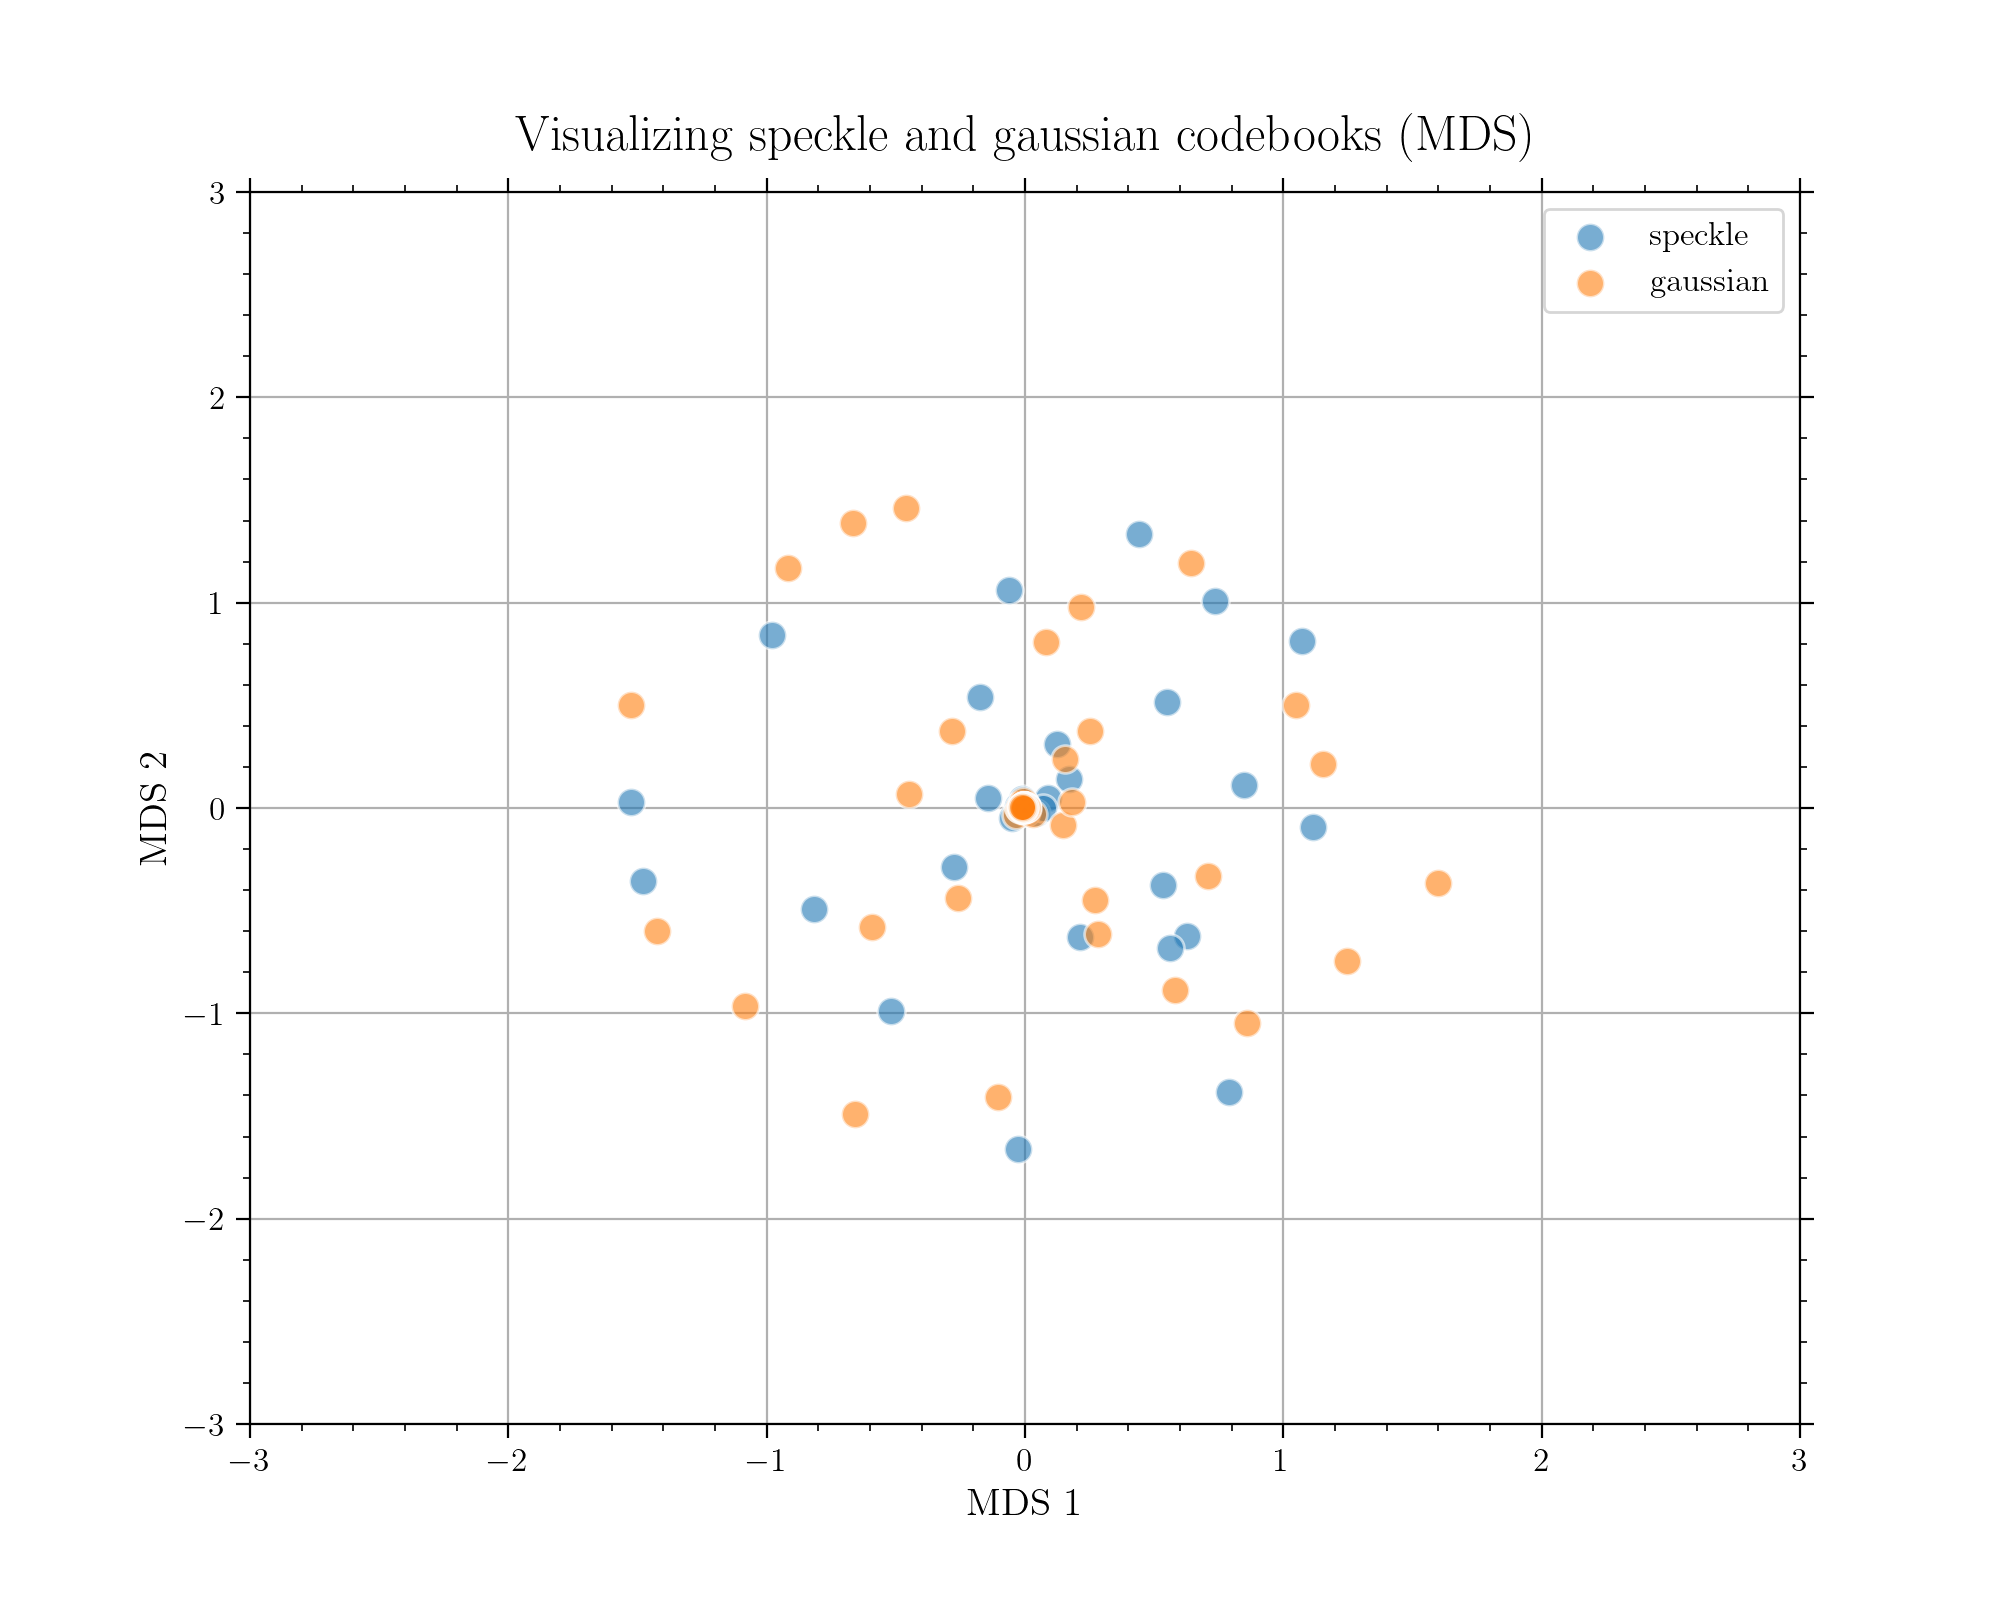 Visualizing speckle and gaussian codebooks (MDS)
speckle
gaussian
3
2
1
0
−1
−2
−3
MDS 2
−3 −2 −1 0 1 2 3
MDS 1